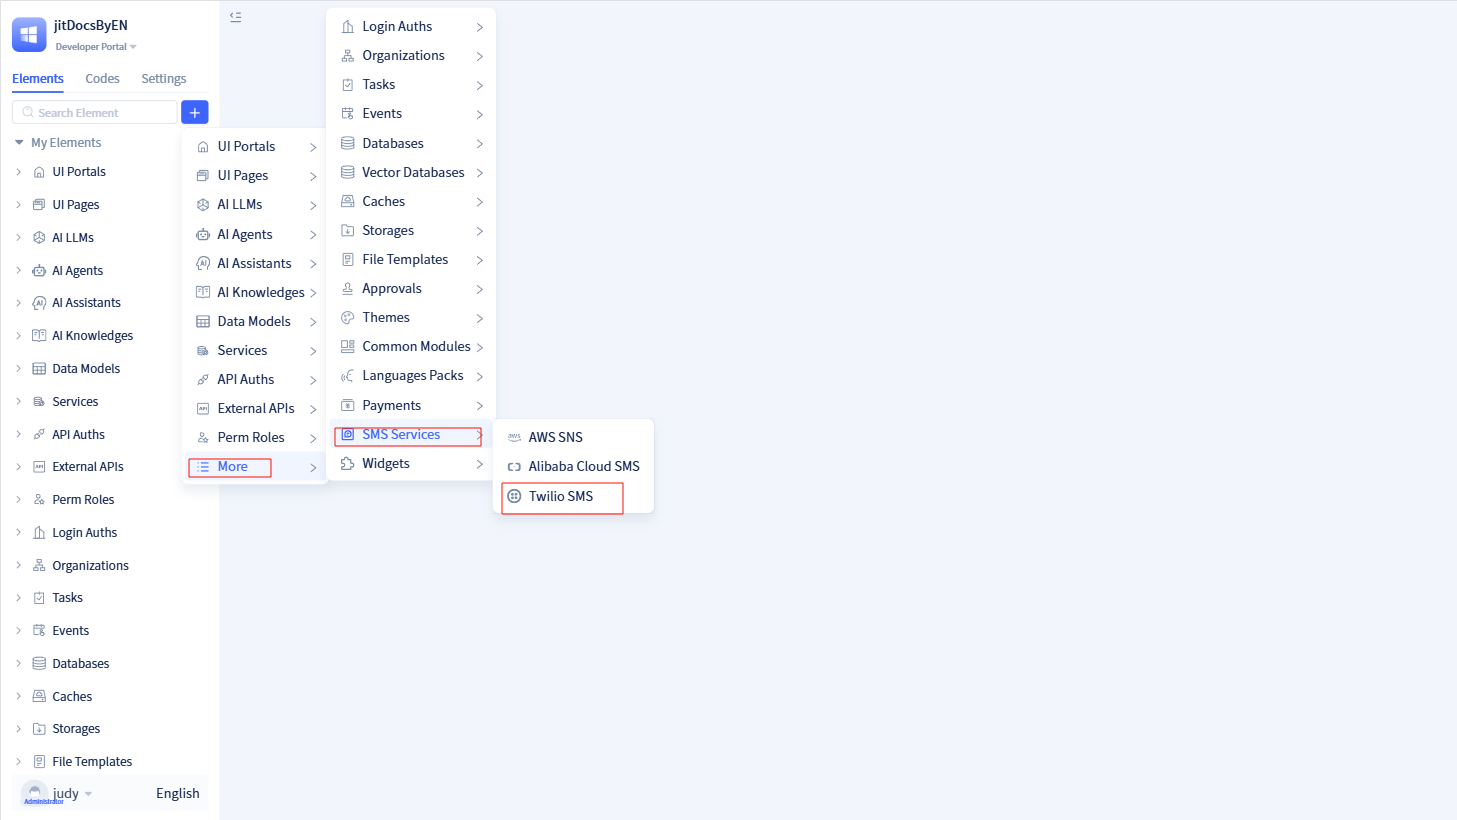 jitDocsByEN
Developer Portal
Elements Codes Settings
Search Element
My Elements
UI Portals
UI Pages
AI LLMs
AI Agents
AI Assistants
AI Knowledges
Data Models
Services
API Auths
External APIs
Perm Roles
Login Auths
Organizations
Tasks
Events
Databases
Caches
Storages
File Templates
judy
Administrator
English
UI Portals
UI Pages
AI LLMs
AI Agents
AI Assistants
AI Knowledges
Data Models
Services
API Auths
External APIs
Perm Roles
More
Login Auths
Organizations
Tasks
Events
Databases
Vector Databases
Caches
Storages
File Templates
Approvals
Themes
Common Modules
Languages Packs
Payments
SMS Services
Widgets
AWS SNS
Alibaba Cloud SMS
Twilio SMS